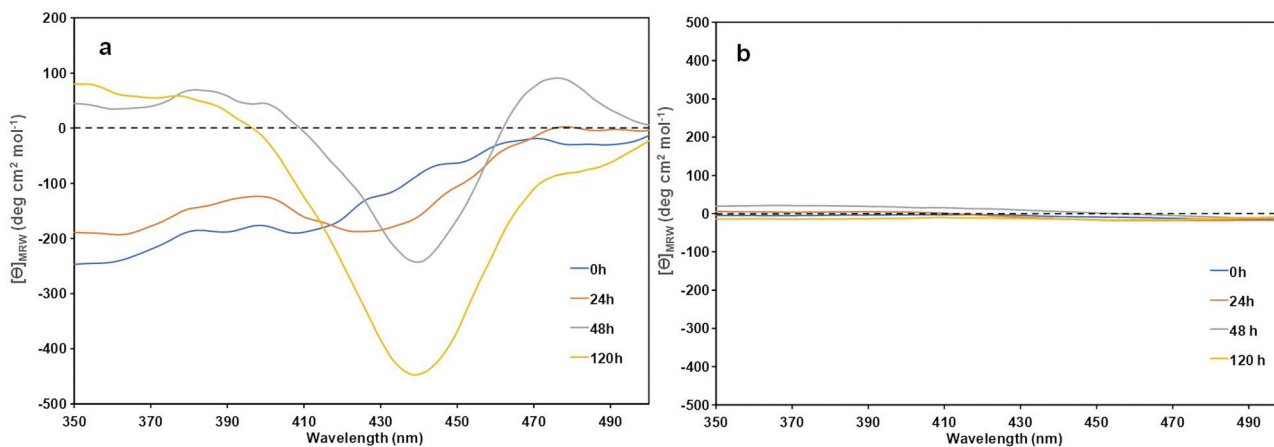 a
200
100
0
-100
-200
-300
-400
-500
[Θ]MRW (deg cm² mol⁻¹)
0h
24h
48h
120h
350 370 390 410 430 450 470 490
Wavelength (nm)
b
500
400
300
200
100
0
-100
-200
-300
-400
-500
[Θ]MRW (deg cm² mol⁻¹)
0h
24h
48 h
120 h
350 370 390 410 430 450 470 490
Wavelength (nm)